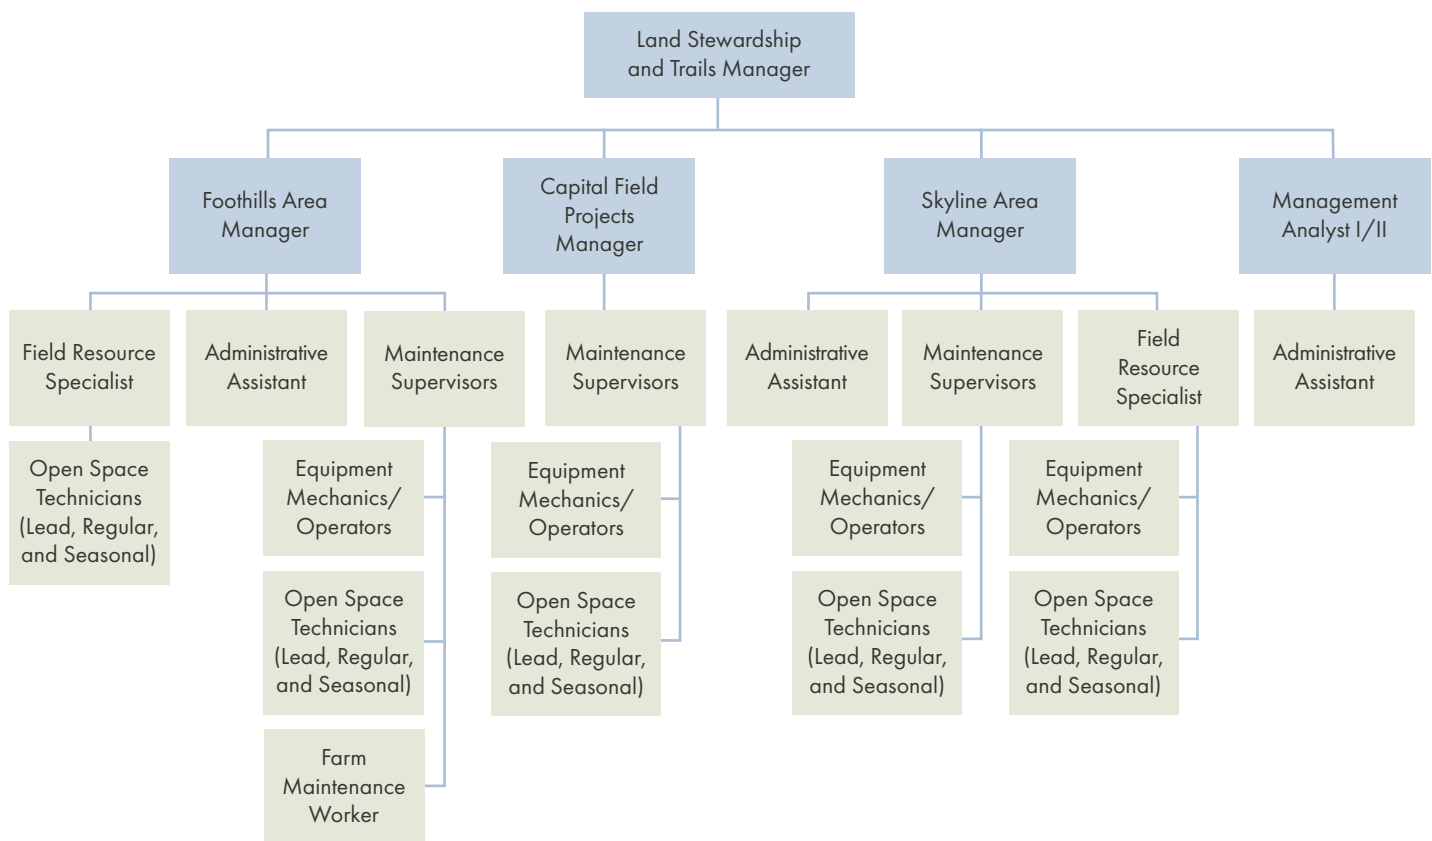 Land Stewardship
and Trails Manager
Foothills Area
Manager
Capital Field
Projects
Manager
Skyline Area
Manager
Management
Analyst I/II
Field Resource
Specialist
Administrative
Assistant
Maintenance
Supervisors
Maintenance
Supervisors
Administrative
Assistant
Maintenance
Supervisors
Field
Resource
Specialist
Administrative
Assistant
Open Space
Technicians
(Lead, Regular,
and Seasonal)
Equipment
Mechanics/
Operators
Equipment
Mechanics/
Operators
Equipment
Mechanics/
Operators
Equipment
Mechanics/
Operators
Open Space
Technicians
(Lead, Regular,
and Seasonal)
Open Space
Technicians
(Lead, Regular,
and Seasonal)
Open Space
Technicians
(Lead, Regular,
and Seasonal)
Open Space
Technicians
(Lead, Regular,
and Seasonal)
Farm
Maintenance
Worker